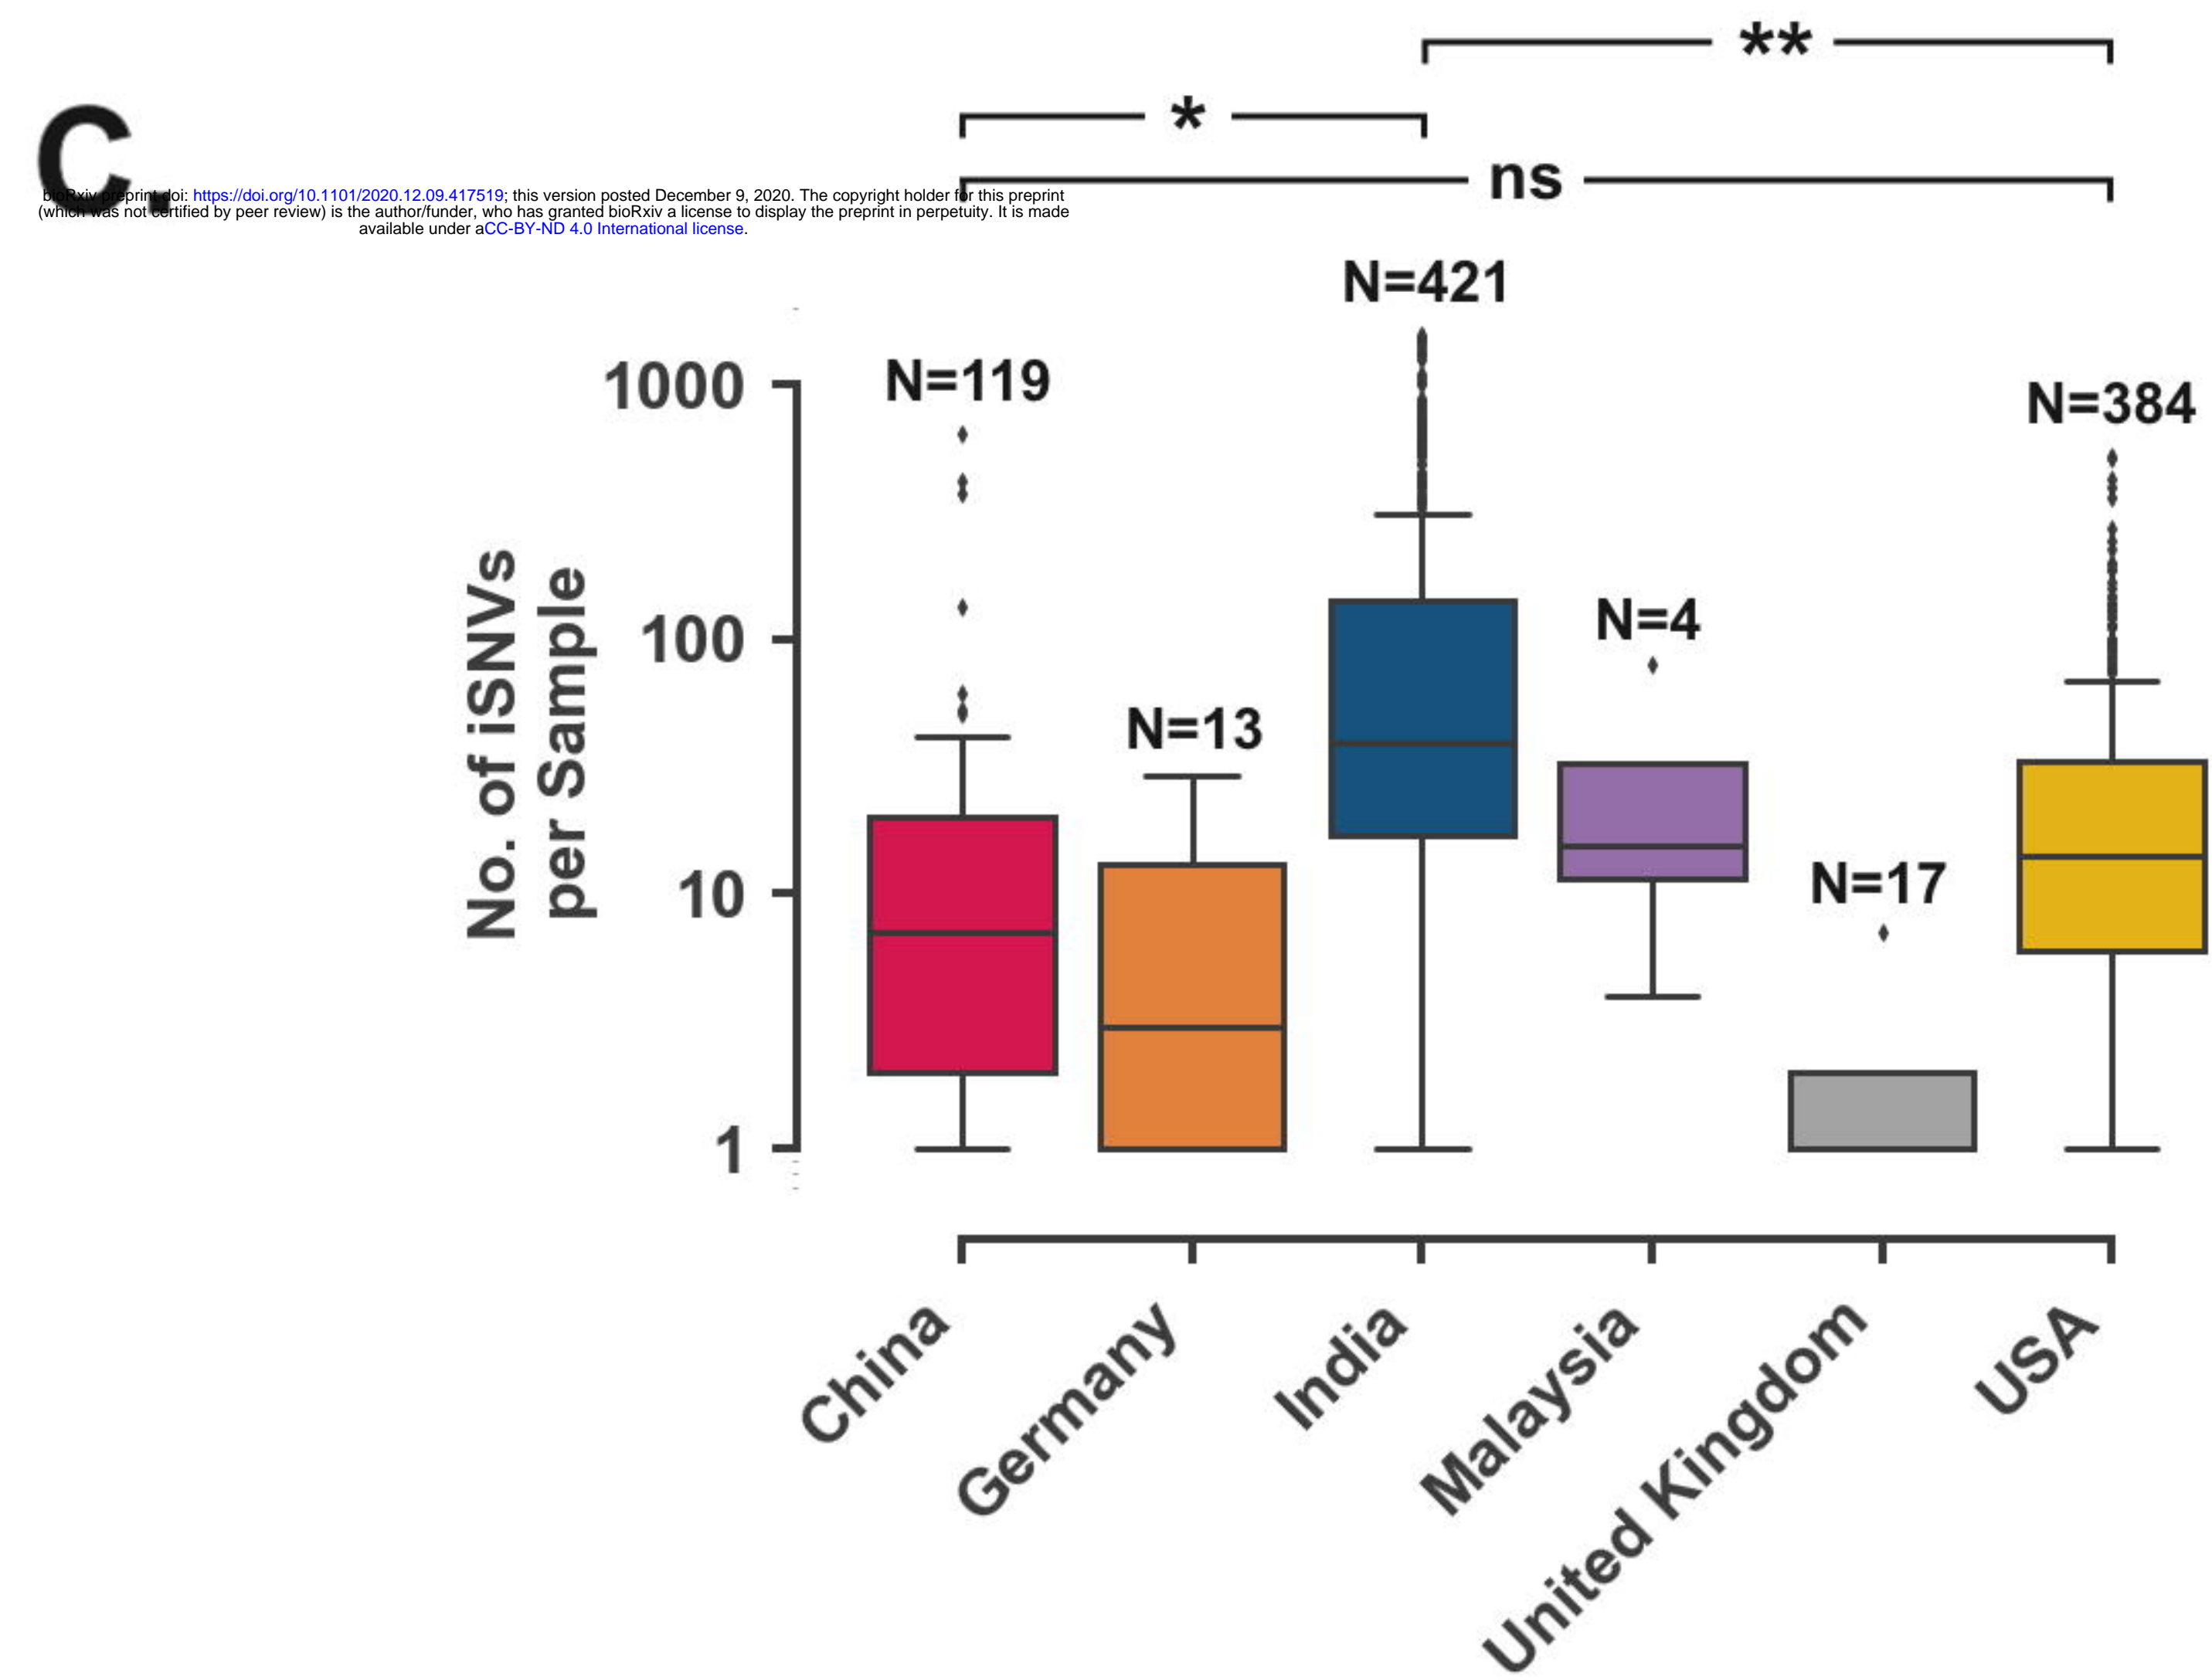 **
*
C.
ns
bioRxiv preprint doi: https://doi.org/10.1101/2020.12.09.417519; this version posted December 9, 2020. The copyright holder for this preprint
(which was not certified by peer review) is the author/funder, who has granted bioRxiv a license to display the preprint in perpetuity. It is made
available under aCC-BY-ND 4.0 International license.
N=421
1000
N=119
N=384
No. of iSNVs
per Sample
100
N=4
N=13
10
N=17
1
China
Germany
India
Malaysia
United Kingdom
USA